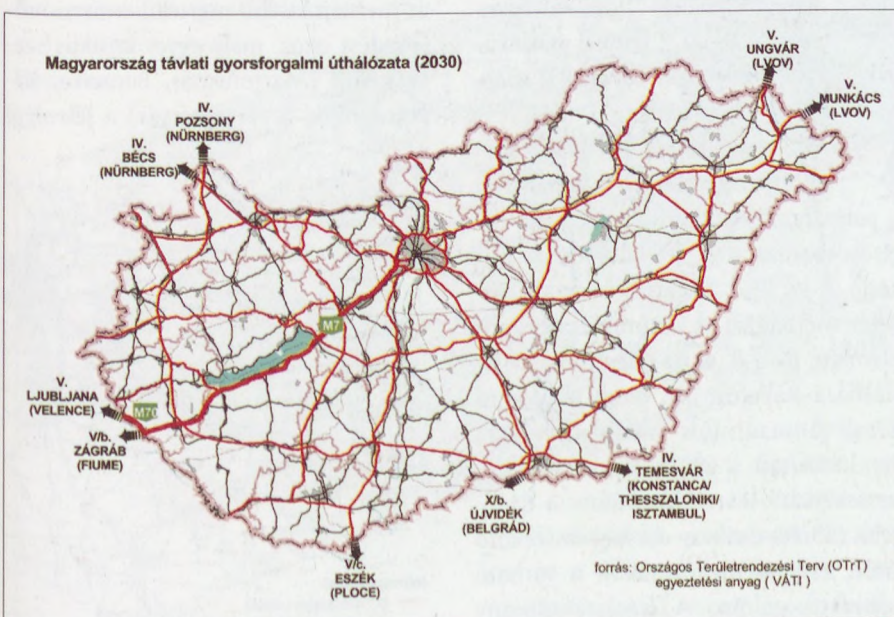 Magyarország távlati gyorsforgalmi úthálózata (2030)
V.
UNGVÁR
(LVOV)
V.
MUNKÁCS
(LVOV)
IV.
POZSONY
(NÜRNBERG)
IV.
BÉCS
(NÜRNBERG)
M7
M70
V.
LJUBLJANA
(VELENCE)
V/b.
ZÁGRÁB
(FIUME)
V/c.
ESZÉK
(PLOCE)
X/b.
ÚJVIDÉK
(BELGRÁD)
IV.
TEMESVÁR
(KONSTANCA/
THESSZALONIKI/
ISZTAMBUL)
forrás: Országos Területrendezési Terv (OTrT)
egyeztetési anyag ( VÁTI )